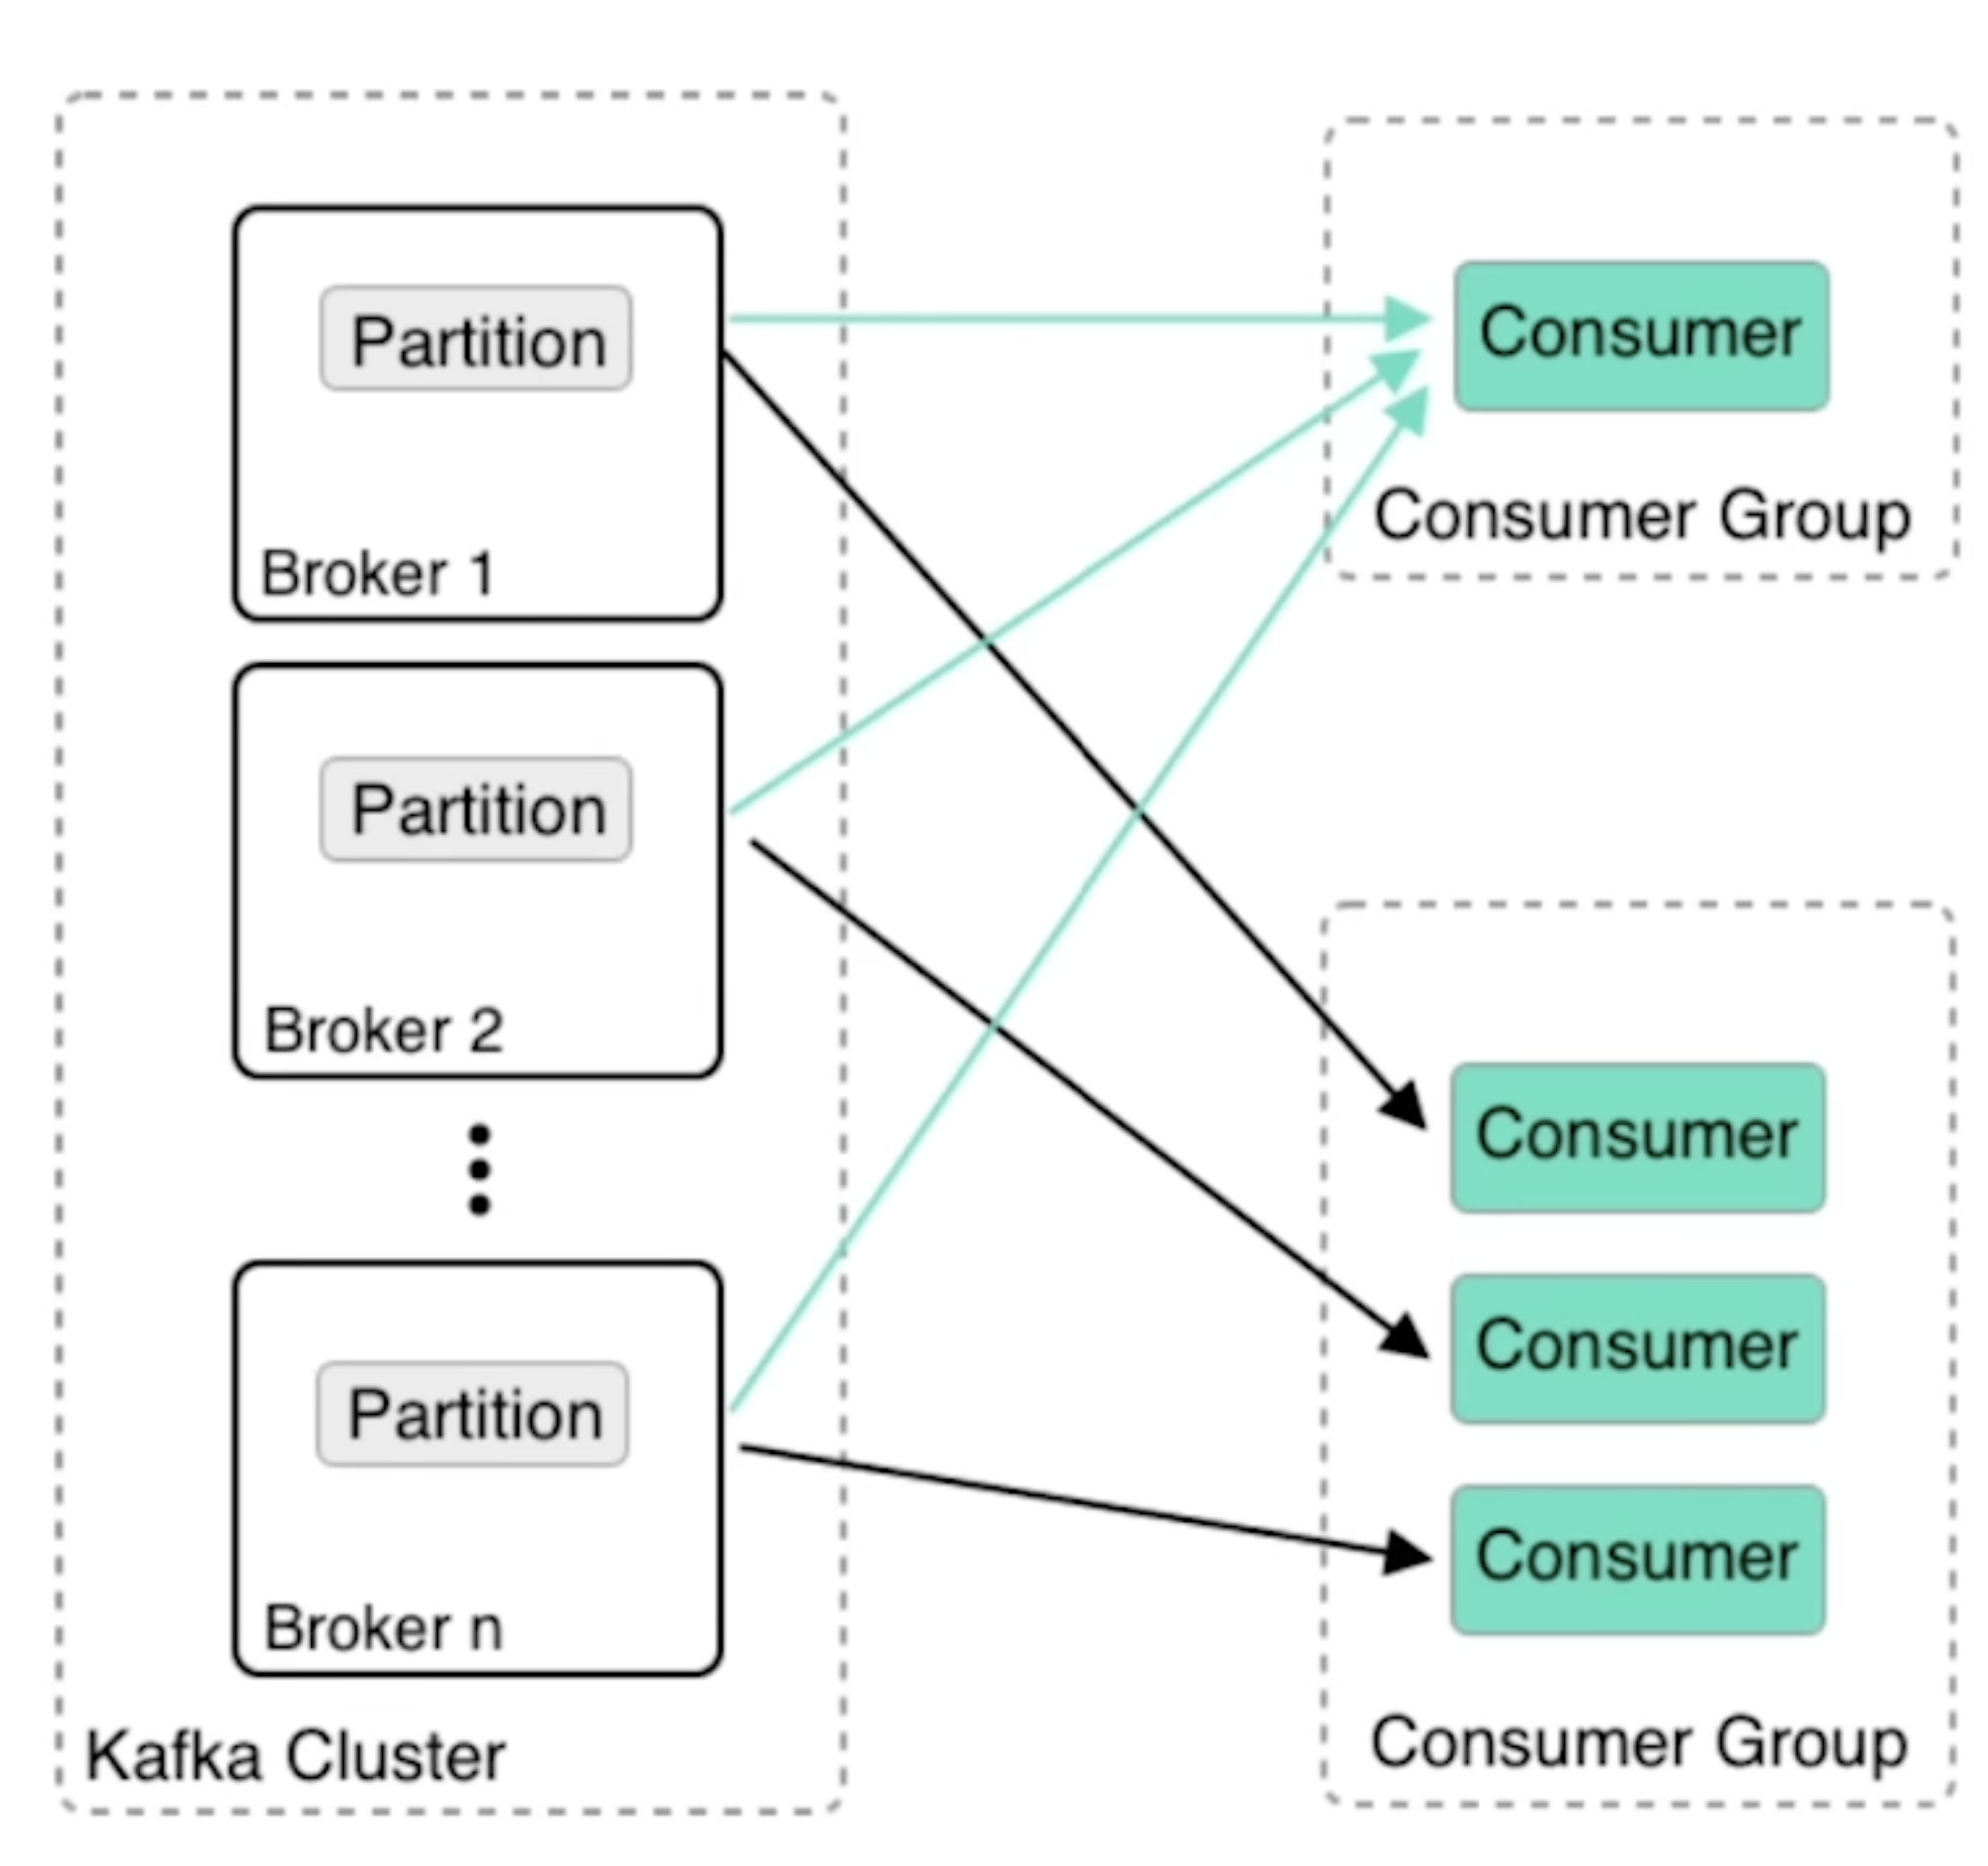 Partition
Broker 1
Partition
Broker 2
Partition
Broker n
Kafka Cluster
Consumer
Consumer Group
Consumer
Consumer
Consumer
Consumer Group